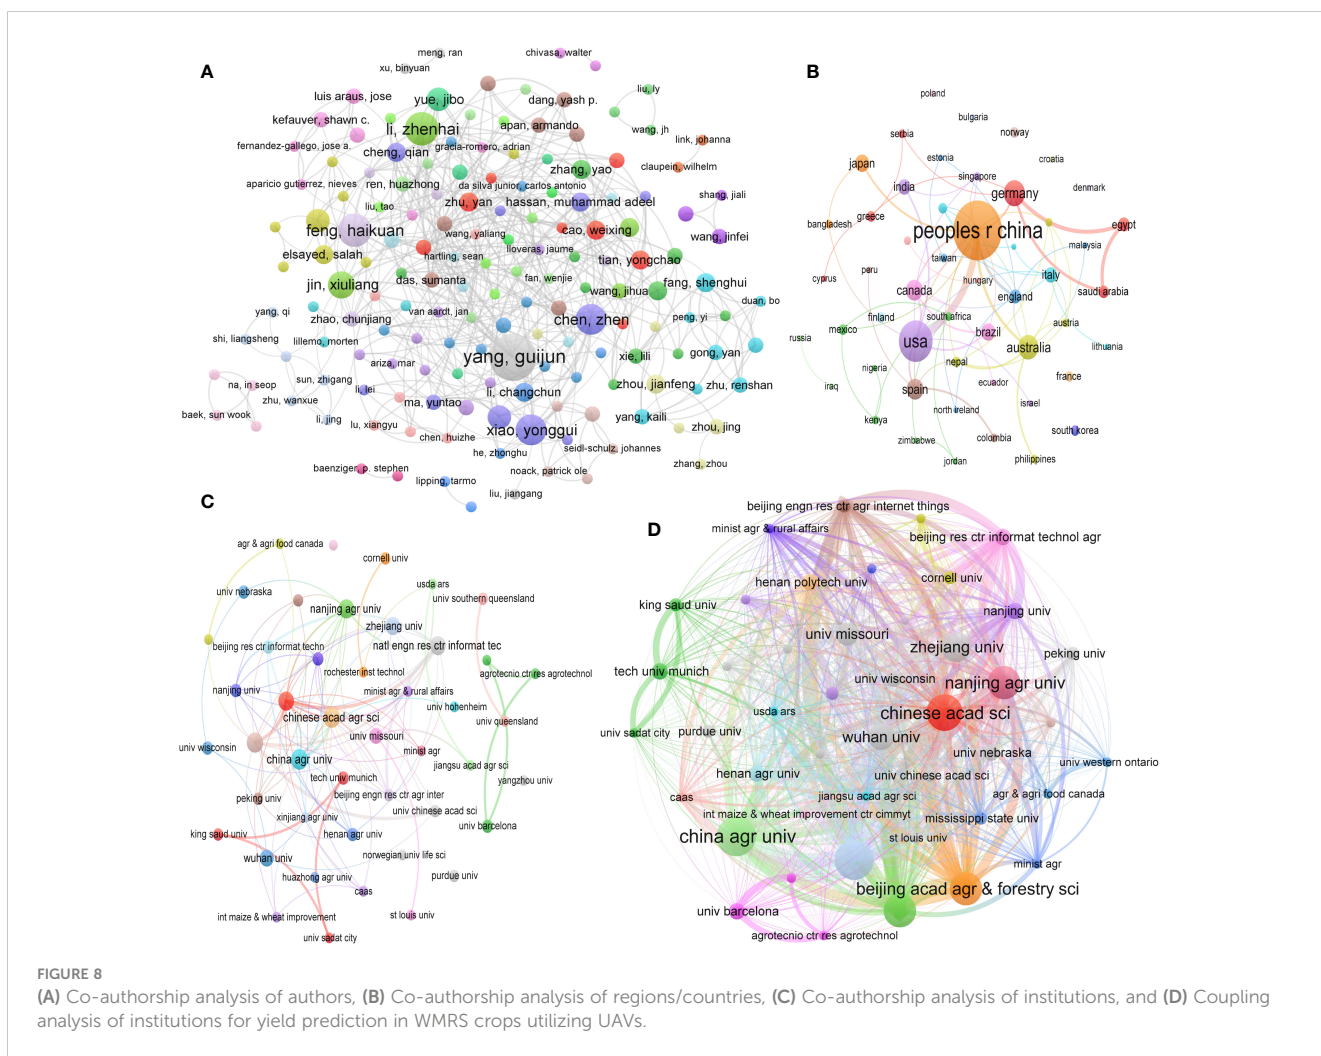 A
meng, ran
chivasa, walter
xu, binyuan
luis araus, jose
yue, jibo
dang, yash p.
liu, ly
kefauver, shawn c.
li, zhenhai
apan, armando
wang, jh
fernandez-gallego, jose a.
cheng, qian
gracia-romero, adrian
link, johanna
zhang, yao
claupein, wilhelm
aparicio gutierrez, nieves
ren, huazhong
da silva junior, carlos antonio
shang, jiali
liu, tao
zhu, yan
hassan, muhammad adeel
feng, haikuan
wang, yaliang
cao, weixing
wang, jinfei
elsayed, salah
hartling, sean
lloveras, jaume
tian, yongchao
jin, xiuliang
das, sumanta
fan, wenjie
wang, jihua
fang, shenghui
duan, bo
yang, qi
zhao, chunjiang
van aardt, jan
chen, zhen
peng, yi
shi, liangsheng
lillemo, morten
yang, guijun
xie, lili
gong, yan
ariza, mar
na, in seop
sun, zhigang
li, lei
li, changchun
zhou, jianfeng
zhu, renshan
zhu, wanxue
ma, yuntao
baek, sun wook
li, jing
lu, xiangyu
xiao, yonggui
yang, kaili
zhou, jing
chen, huizhe
he, zhonghu
seidl-schulz, johannes
baenziger, p. stephen
noack, patrick ole
zhang, zhou
lipping, tarmo
liu, jiangang
B
poland
bulgaria
serbia
norway
japan
estonia
croatia
india
singapore
germany
denmark
bangladesh
greece
peoples r china
egypt
taiwan
malaysia
cyprus
peru
hungary
italy
canada
england
saudi arabia
finland
south africa
mexico
brazil
austria
russia
usa
australia
lithuania
nepal
nigeria
iraq
spain
ecuador
france
north ireland
israel
kenya
south korea
zimbabwe
colombia
jordan
philippines
C
agr & agri food canada
cornell univ
univ nebraska
usda ars
univ southern queensland
nanjing agr univ
zhejiang univ
beijing res ctr informat techn
natl engn res ctr informat tec
rochester inst technol
agrotecnio ctr res agrotechnol
nanjing univ
minist agr & rural affairs
univ hohenheim
chinese acad agr sci
univ queensland
univ wisconsin
univ missouri
minist agr
china agr univ
jiangsu acad agr sci
tech univ munich
yangzhou univ
peking univ
beijing engn res ctr agr inter
xinjiang agr univ
univ chinese acad sci
king saud univ
henan agr univ
univ barcelona
wuhan univ
norwegian univ life sci
huazhong agr univ
purdue univ
caas
int maize & wheat improvement
st louis univ
univ sadat city
D
beijing engn res ctr agr internet things
minist agr & rural affairs
beijing res ctr informat technol agr
henan polytech univ
cornell univ
king saud univ
nanjing univ
univ missouri
zhejiang univ
peking univ
tech univ munich
univ wisconsin
nanjing agr univ
usda ars
chinese acad sci
univ sadat city
purdue univ
wuhan univ
univ nebraska
univ western ontario
henan agr univ
univ chinese acad sci
caas
jiangsu acad agr sci
agr & agri food canada
int maize & wheat improvement ctr cimmyt
mississippi state univ
china agr univ
st louis univ
minist agr
beijing acad agr & forestry sci
univ barcelona
agrotecnio ctr res agrotechnol
FIGURE 8
(A) Co-authorship analysis of authors, (B) Co-authorship analysis of regions/countries, (C) Co-authorship analysis of institutions, and (D) Coupling
analysis of institutions for yield prediction in WMRS crops utilizing UAVs.